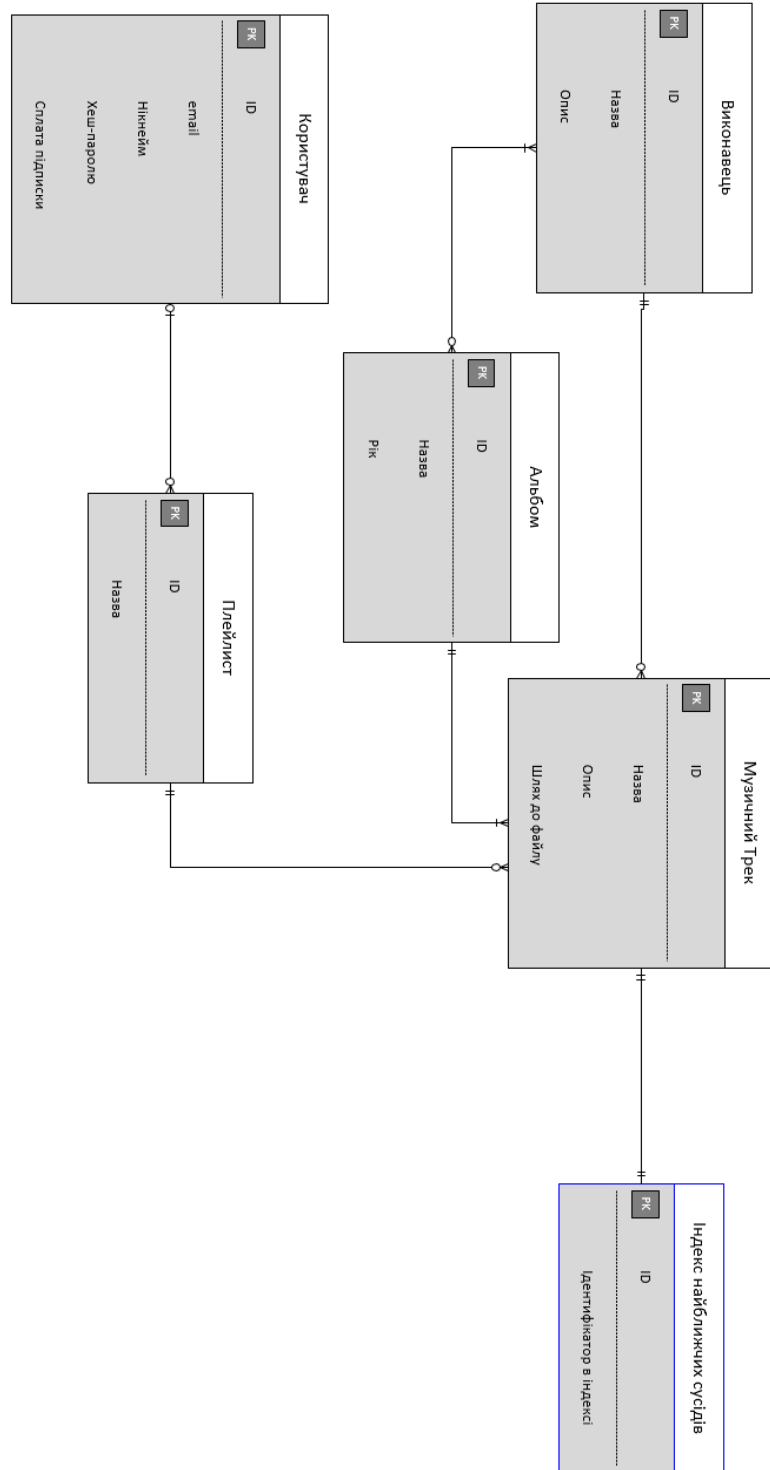 Виконавець
PK
ID
Назва
Опис
Музичний Трек
PK
ID
Назва
Опис
Шлях до файлу
Індекс найближчих сусідів
PK
ID
Ідентифікатор в індексі
Альбом
PK
ID
Назва
Рік
Користувач
PK
ID
email
Нікнейм
Хеш-паролю
Сплата підписки
Плейлист
PK
ID
Назва